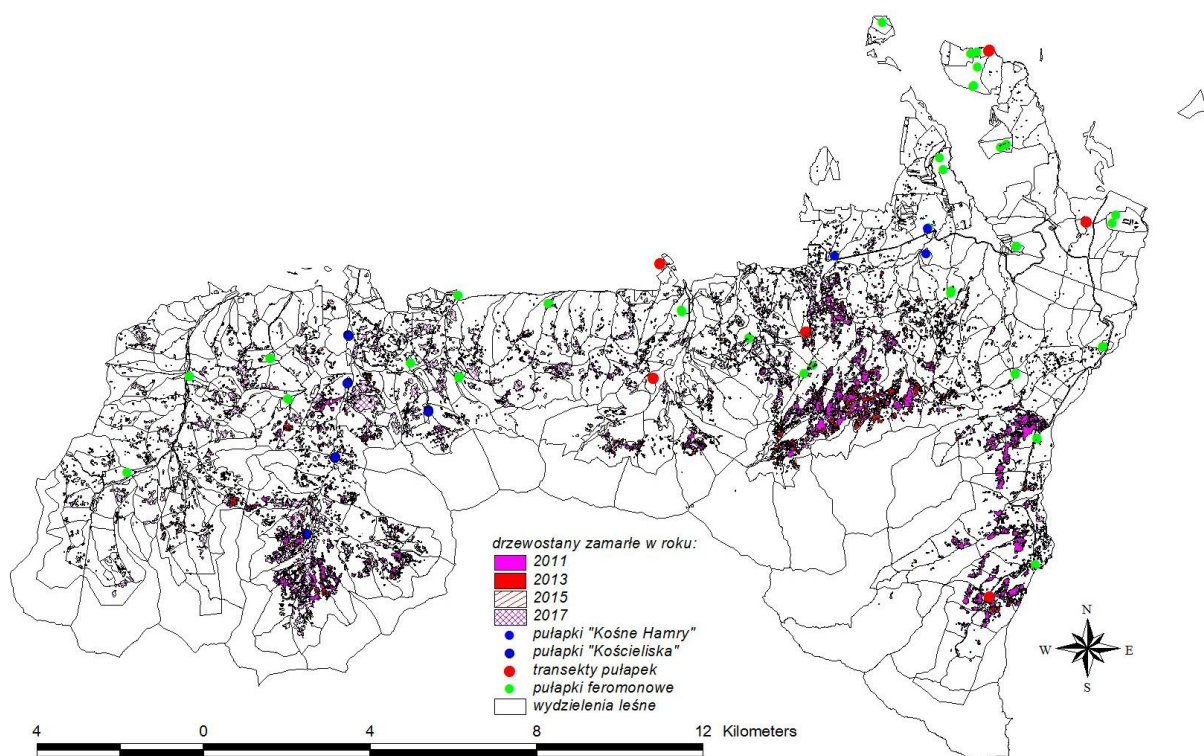 drzewostany zamarłe w roku:
2011
2013
2015
2017
pułapki "Kośne Hamry"
pułapki "Kościeliska"
transekty pułapek
pułapki feromonowe
wydzielenia leśne
N
W E
S
4 0 4 8 12 Kilometers